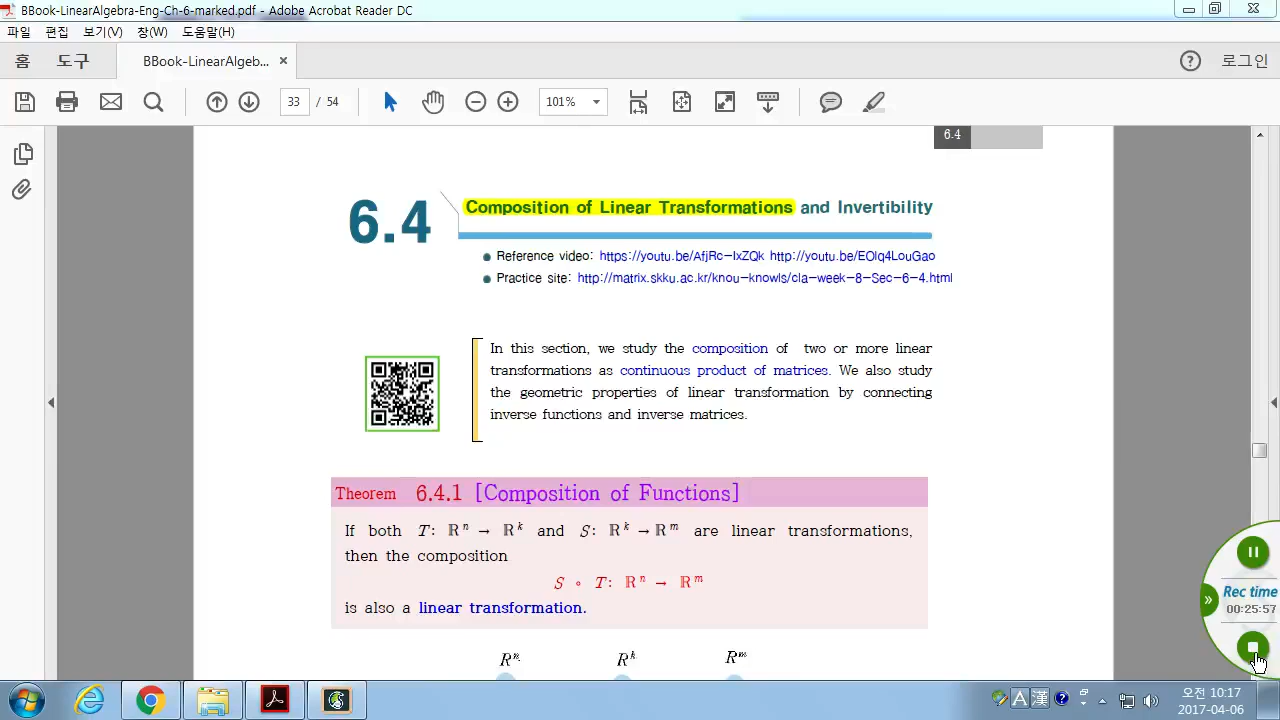 BBook-LinearAlgebra-Eng-Ch-6-marked.pdf - Adobe Acrobat Reader DC
파일 편집 보기(V) 창(W) 도움말(H)
홈 도구 BBook-LinearAlgeb... × 로그인
33 / 54 101%
6.4
6.4 Composition of Linear Transformations and Invertibility
● Reference video: https://youtu.be/AfjRc-IxZQk http://youtu.be/EOlq4LouGao
● Practice site: http://matrix.skku.ac.kr/knou-knowls/cla-week-8-Sec-6-4.html
In this section, we study the composition of two or more linear
transformations as continuous product of matrices. We also study
the geometric properties of linear transformation by connecting
inverse functions and inverse matrices.
Theorem 6.4.1 [Composition of Functions]
If both T: ℝⁿ → ℝᵏ and S: ℝᵏ → ℝᵐ are linear transformations,
then the composition
S ∘ T: ℝⁿ → ℝᵐ
is also a linear transformation.
Rⁿ Rᵏ Rᵐ
Rec time
00:25:57
A 漢 오전 10:17
2017-04-06